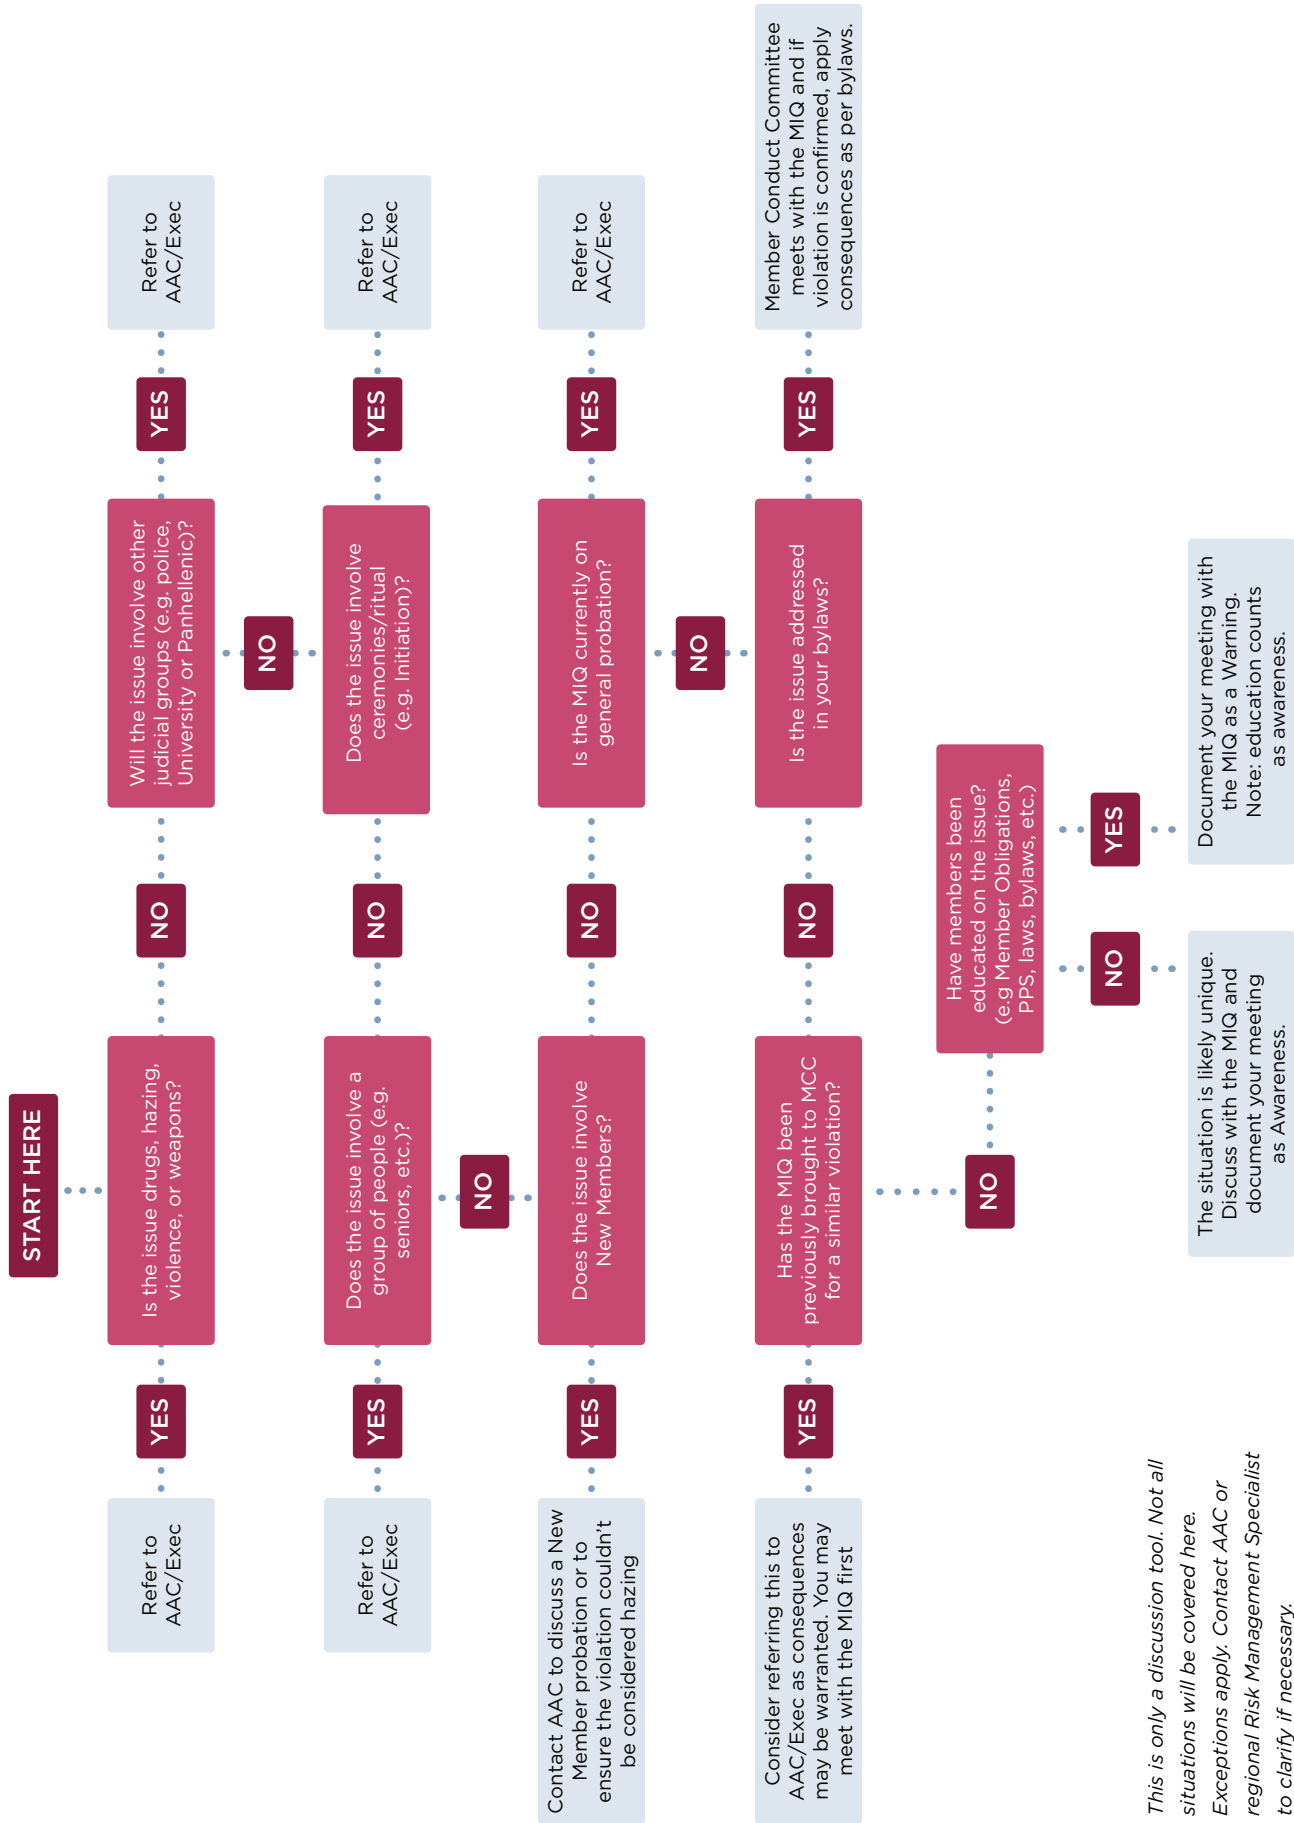 START HERE
Refer to
AAC/Exec
YES
Is the issue drugs, hazing,
violence, or weapons?
NO
Will the issue involve other
judicial groups (e.g. police,
University or Panhellenic)?
YES
Refer to
AAC/Exec
NO
Refer to
AAC/Exec
YES
Does the issue involve a
group of people (e.g.
seniors, etc.)?
NO
Does the issue involve
ceremonies/ritual
(e.g. Initiation)?
YES
Refer to
AAC/Exec
NO
Contact AAC to discuss a New
Member probation or to
ensure the violation couldn't
be considered hazing
YES
Does the issue involve
New Members?
NO
Is the MIQ currently on
general probation?
YES
Refer to
AAC/Exec
NO
Consider referring this to
AAC/Exec as consequences
may be warranted. You may
meet with the MIQ first
YES
Has the MIQ been
previously brought to MCC
for a similar violation?
NO
Is the issue addressed
in your bylaws?
YES
Member Conduct Committee
meets with the MIQ and if
violation is confirmed, apply
consequences as per bylaws.
NO
Have members been
educated on the issue?
(e.g Member Obligations,
PPS, laws, bylaws, etc.)
NO
YES
The situation is likely unique.
Discuss with the MIQ and
document your meeting
as Awareness.
Document your meeting with
the MIQ as a Warning.
Note: education counts
as awareness.
This is only a discussion tool. Not all
situations will be covered here.
Exceptions apply. Contact AAC or
regional Risk Management Specialist
to clarify if necessary.